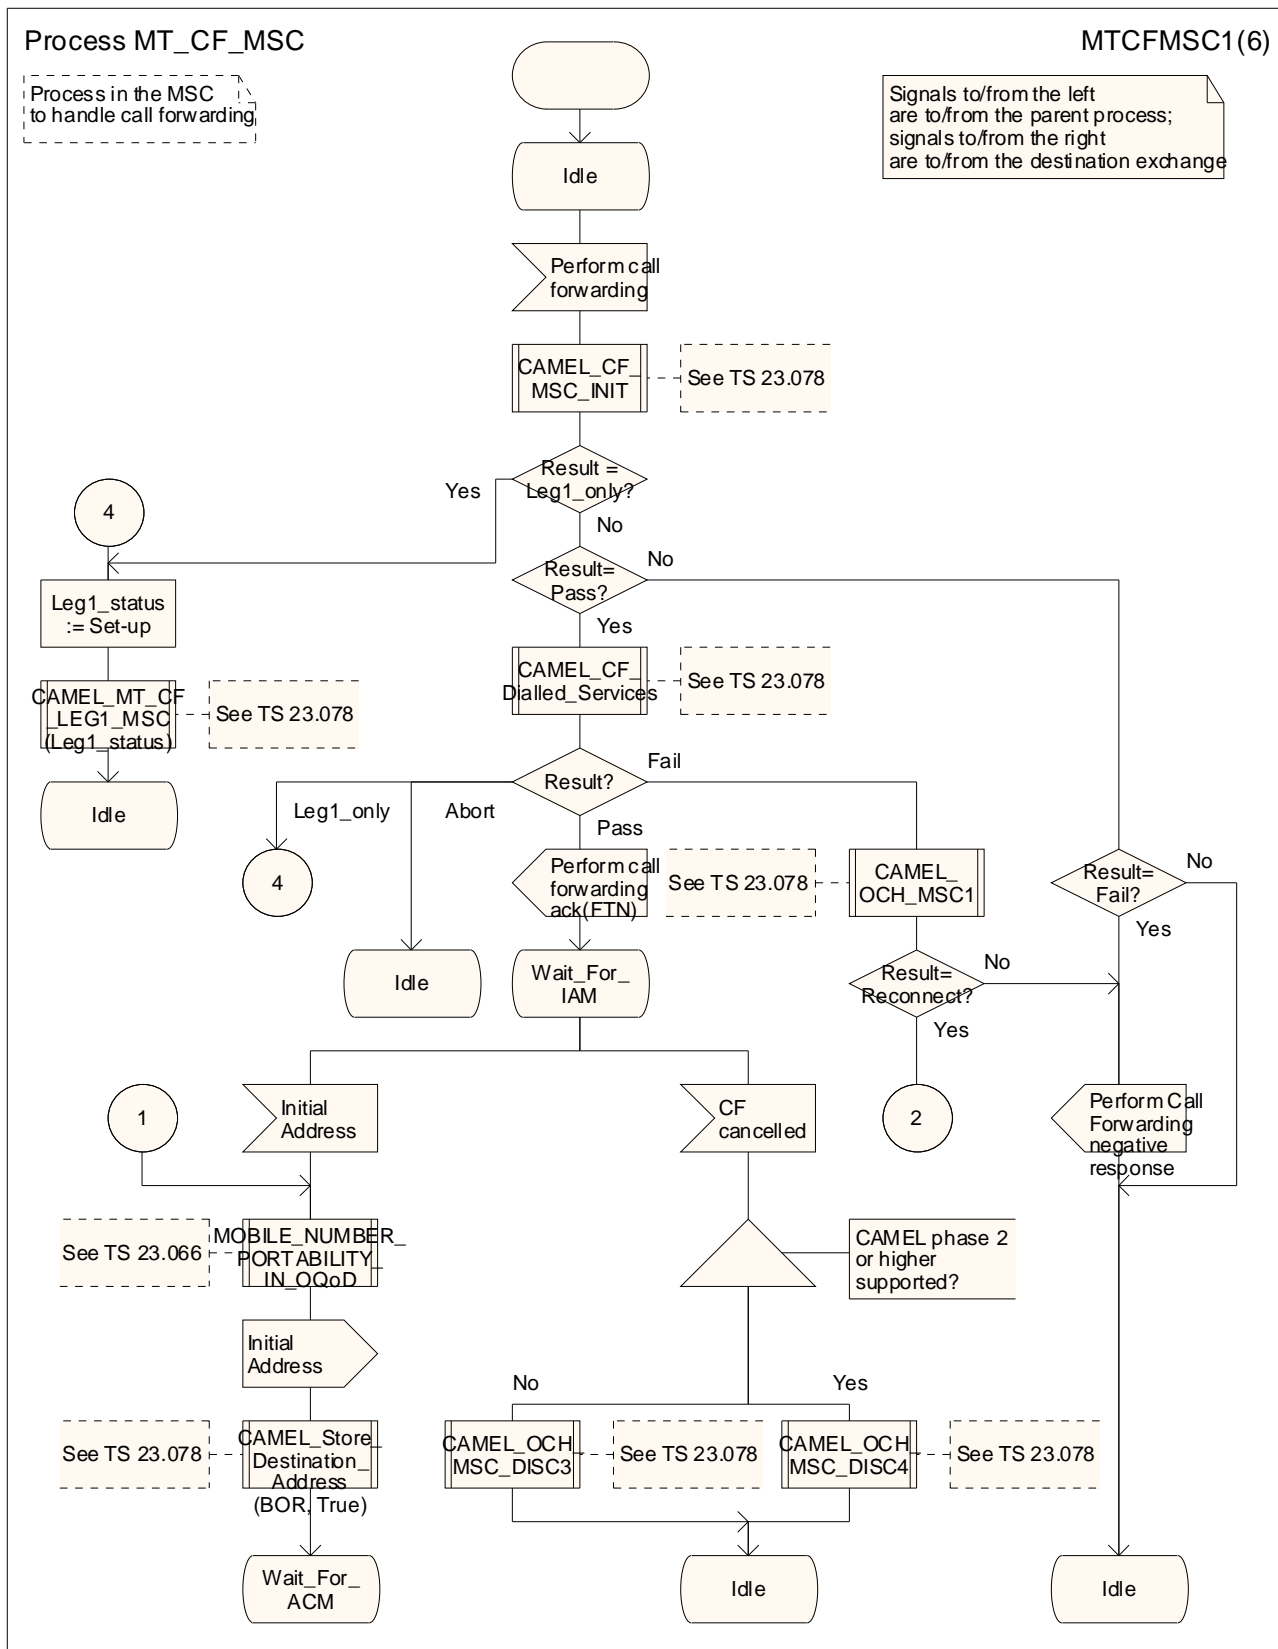 Process MT_CF_MSC
MTCFMSC1(6)
Process in the MSC
to handle call forwarding
Signals to/from the left
are to/from the parent process;
signals to/from the right
are to/from the destination exchange
Idle
Perform call
forwarding
CAMEL_CF_
MSC_INIT
See TS 23.078
Result =
Leg1_only?
Yes
No
4
Result=
Pass?
No
Yes
Leg1_status
:= Set-up
CAMEL_CF_
Dialled_Services
See TS 23.078
CAMEL_MT_CF
_LEG1_MSC
(Leg1_status)
See TS 23.078
Result?
Fail
Leg1_only
Abort
Pass
Idle
4
Perform call
forwarding
ack(FTN)
See TS 23.078
CAMEL_
OCH_MSC1
Result=
Fail?
No
Yes
Idle
Wait_For_
IAM
Result=
Reconnect?
No
Yes
1
Initial
Address
CF
cancelled
2
Perform Call
Forwarding
negative
response
See TS 23.066
MOBILE_NUMBER_
PORTABILITY_
IN_OQoD
CAMEL phase 2
or higher
supported?
Initial
Address
No
Yes
See TS 23.078
CAMEL_Store_
Destination_
Address
(BOR, True)
CAMEL_OCH_
MSC_DISC3
See TS 23.078
CAMEL_OCH_
MSC_DISC4
See TS 23.078
Wait_For_
ACM
Idle
Idle